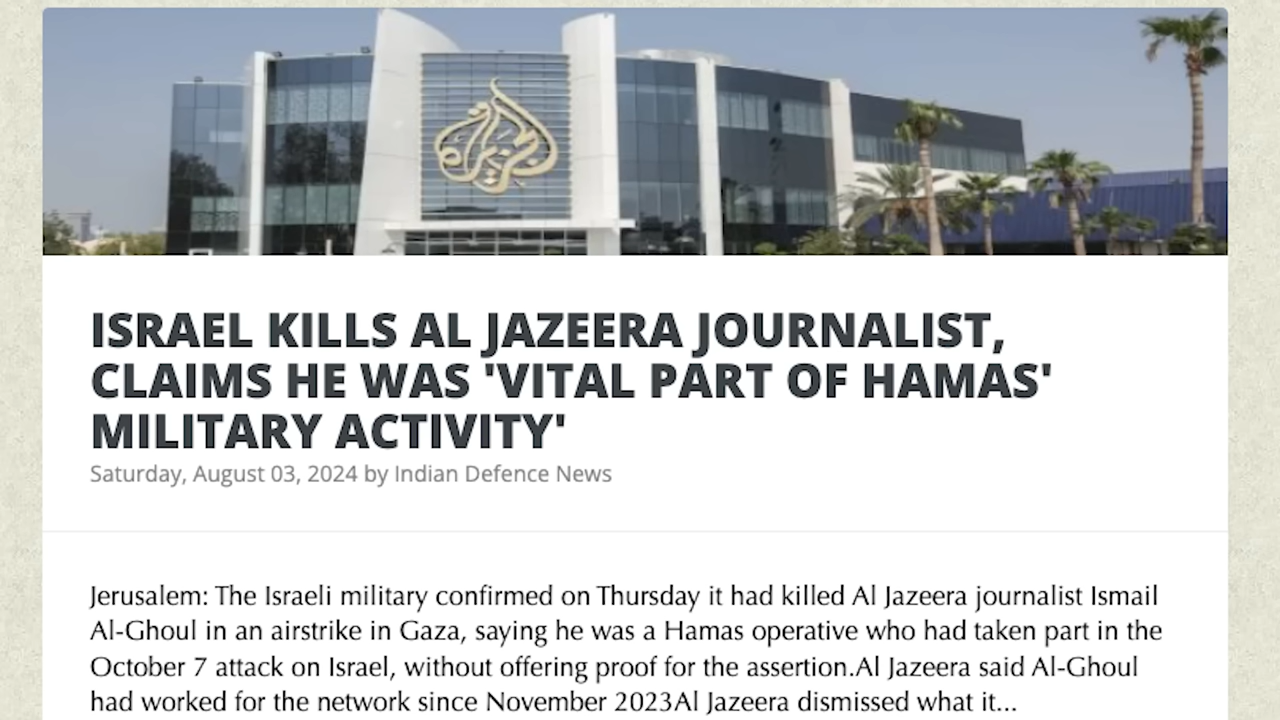 الجزيرة
ISRAEL KILLS AL JAZEERA JOURNALIST,
CLAIMS HE WAS 'VITAL PART OF HAMAS'
MILITARY ACTIVITY'
Saturday, August 03, 2024 by Indian Defence News
Jerusalem: The Israeli military confirmed on Thursday it had killed Al Jazeera journalist Ismail
Al-Ghoul in an airstrike in Gaza, saying he was a Hamas operative who had taken part in the
October 7 attack on Israel, without offering proof for the assertion.Al Jazeera said Al-Ghoul
had worked for the network since November 2023Al Jazeera dismissed what it...